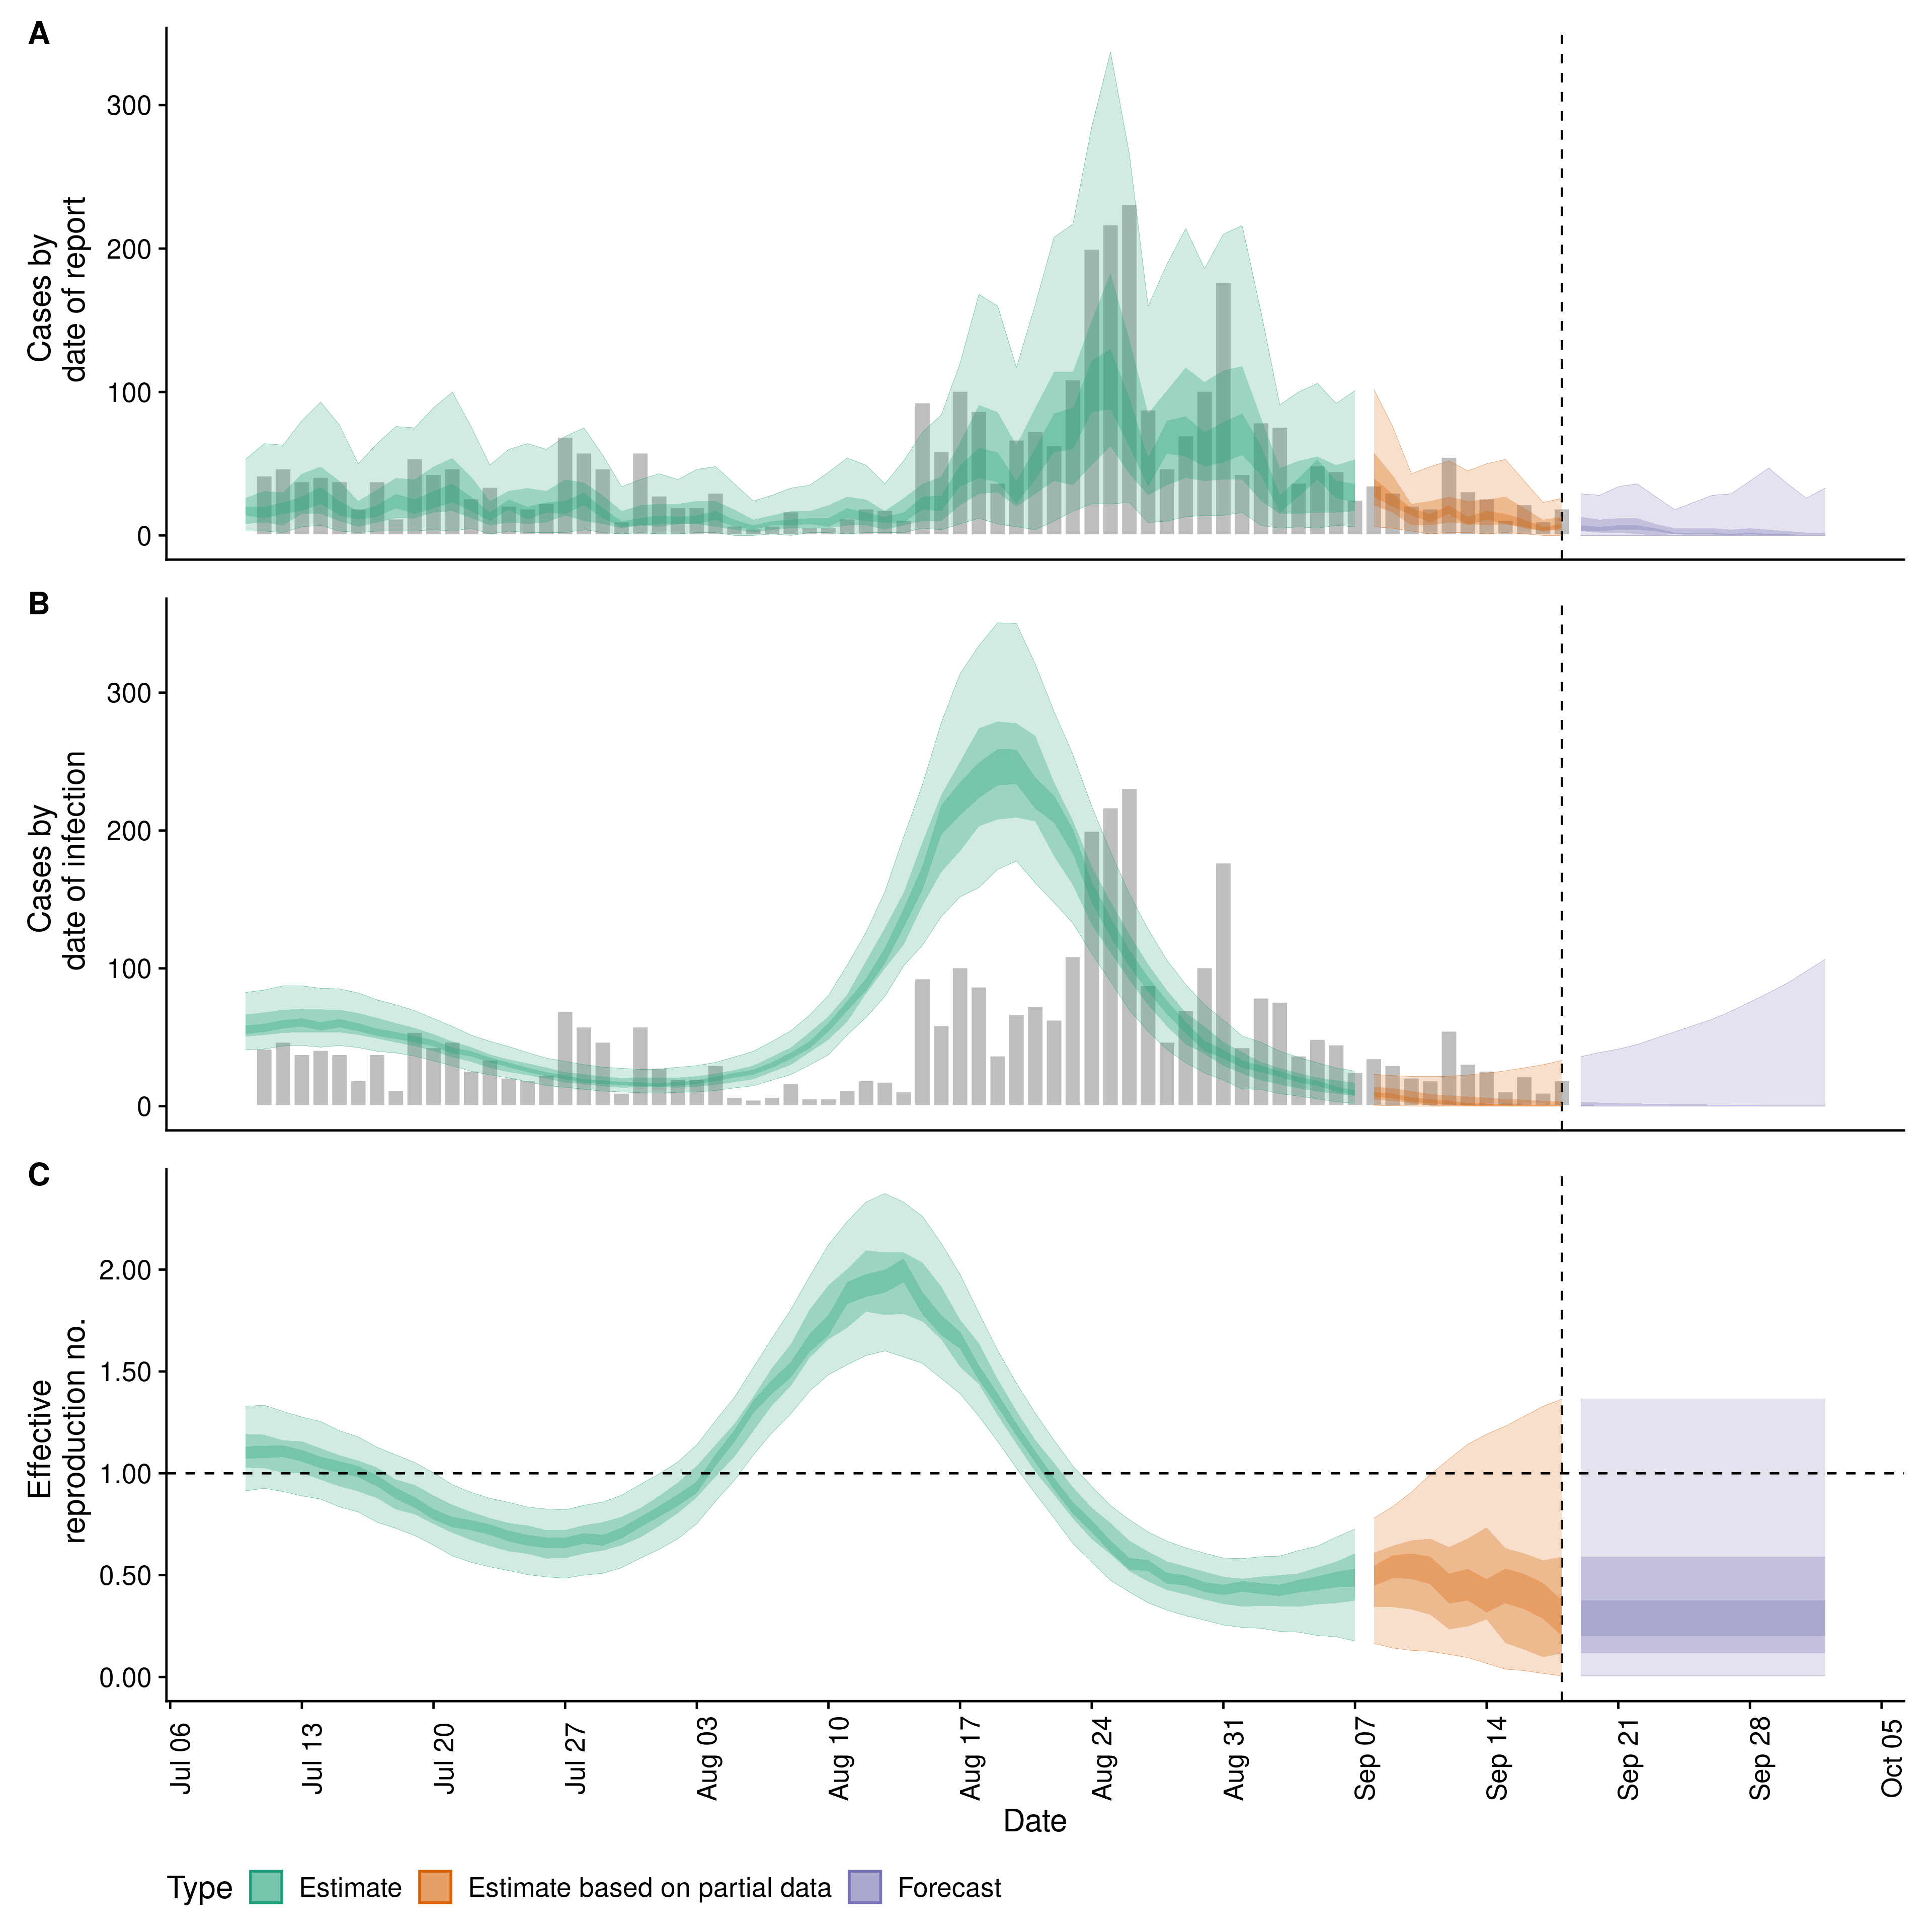 A
Cases by
date of report
300
200
100
0
B
Cases by
date of infection
300
200
100
0
C
Effective
reproduction no.
2.00
1.50
1.00
0.50
0.00
Jul 06
Jul 13
Jul 20
Jul 27
Aug 03
Aug 10
Aug 17
Aug 24
Aug 31
Sep 07
Sep 14
Sep 21
Sep 28
Oct 05
Date
Type Estimate Estimate based on partial data Forecast